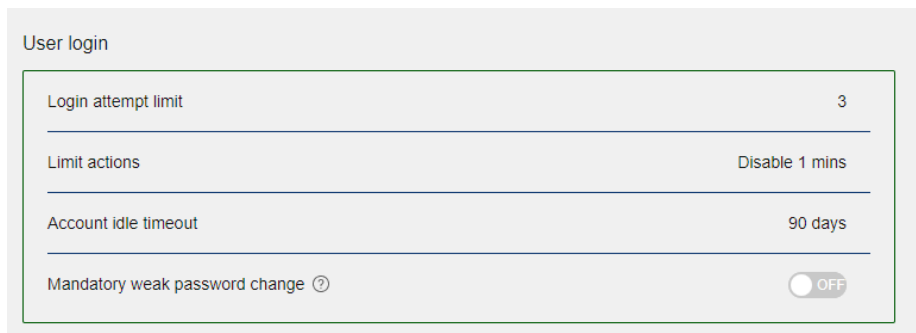 User login
Login attempt limit 3
Limit actions Disable 1 mins
Account idle timeout 90 days
Mandatory weak password change ? OFF